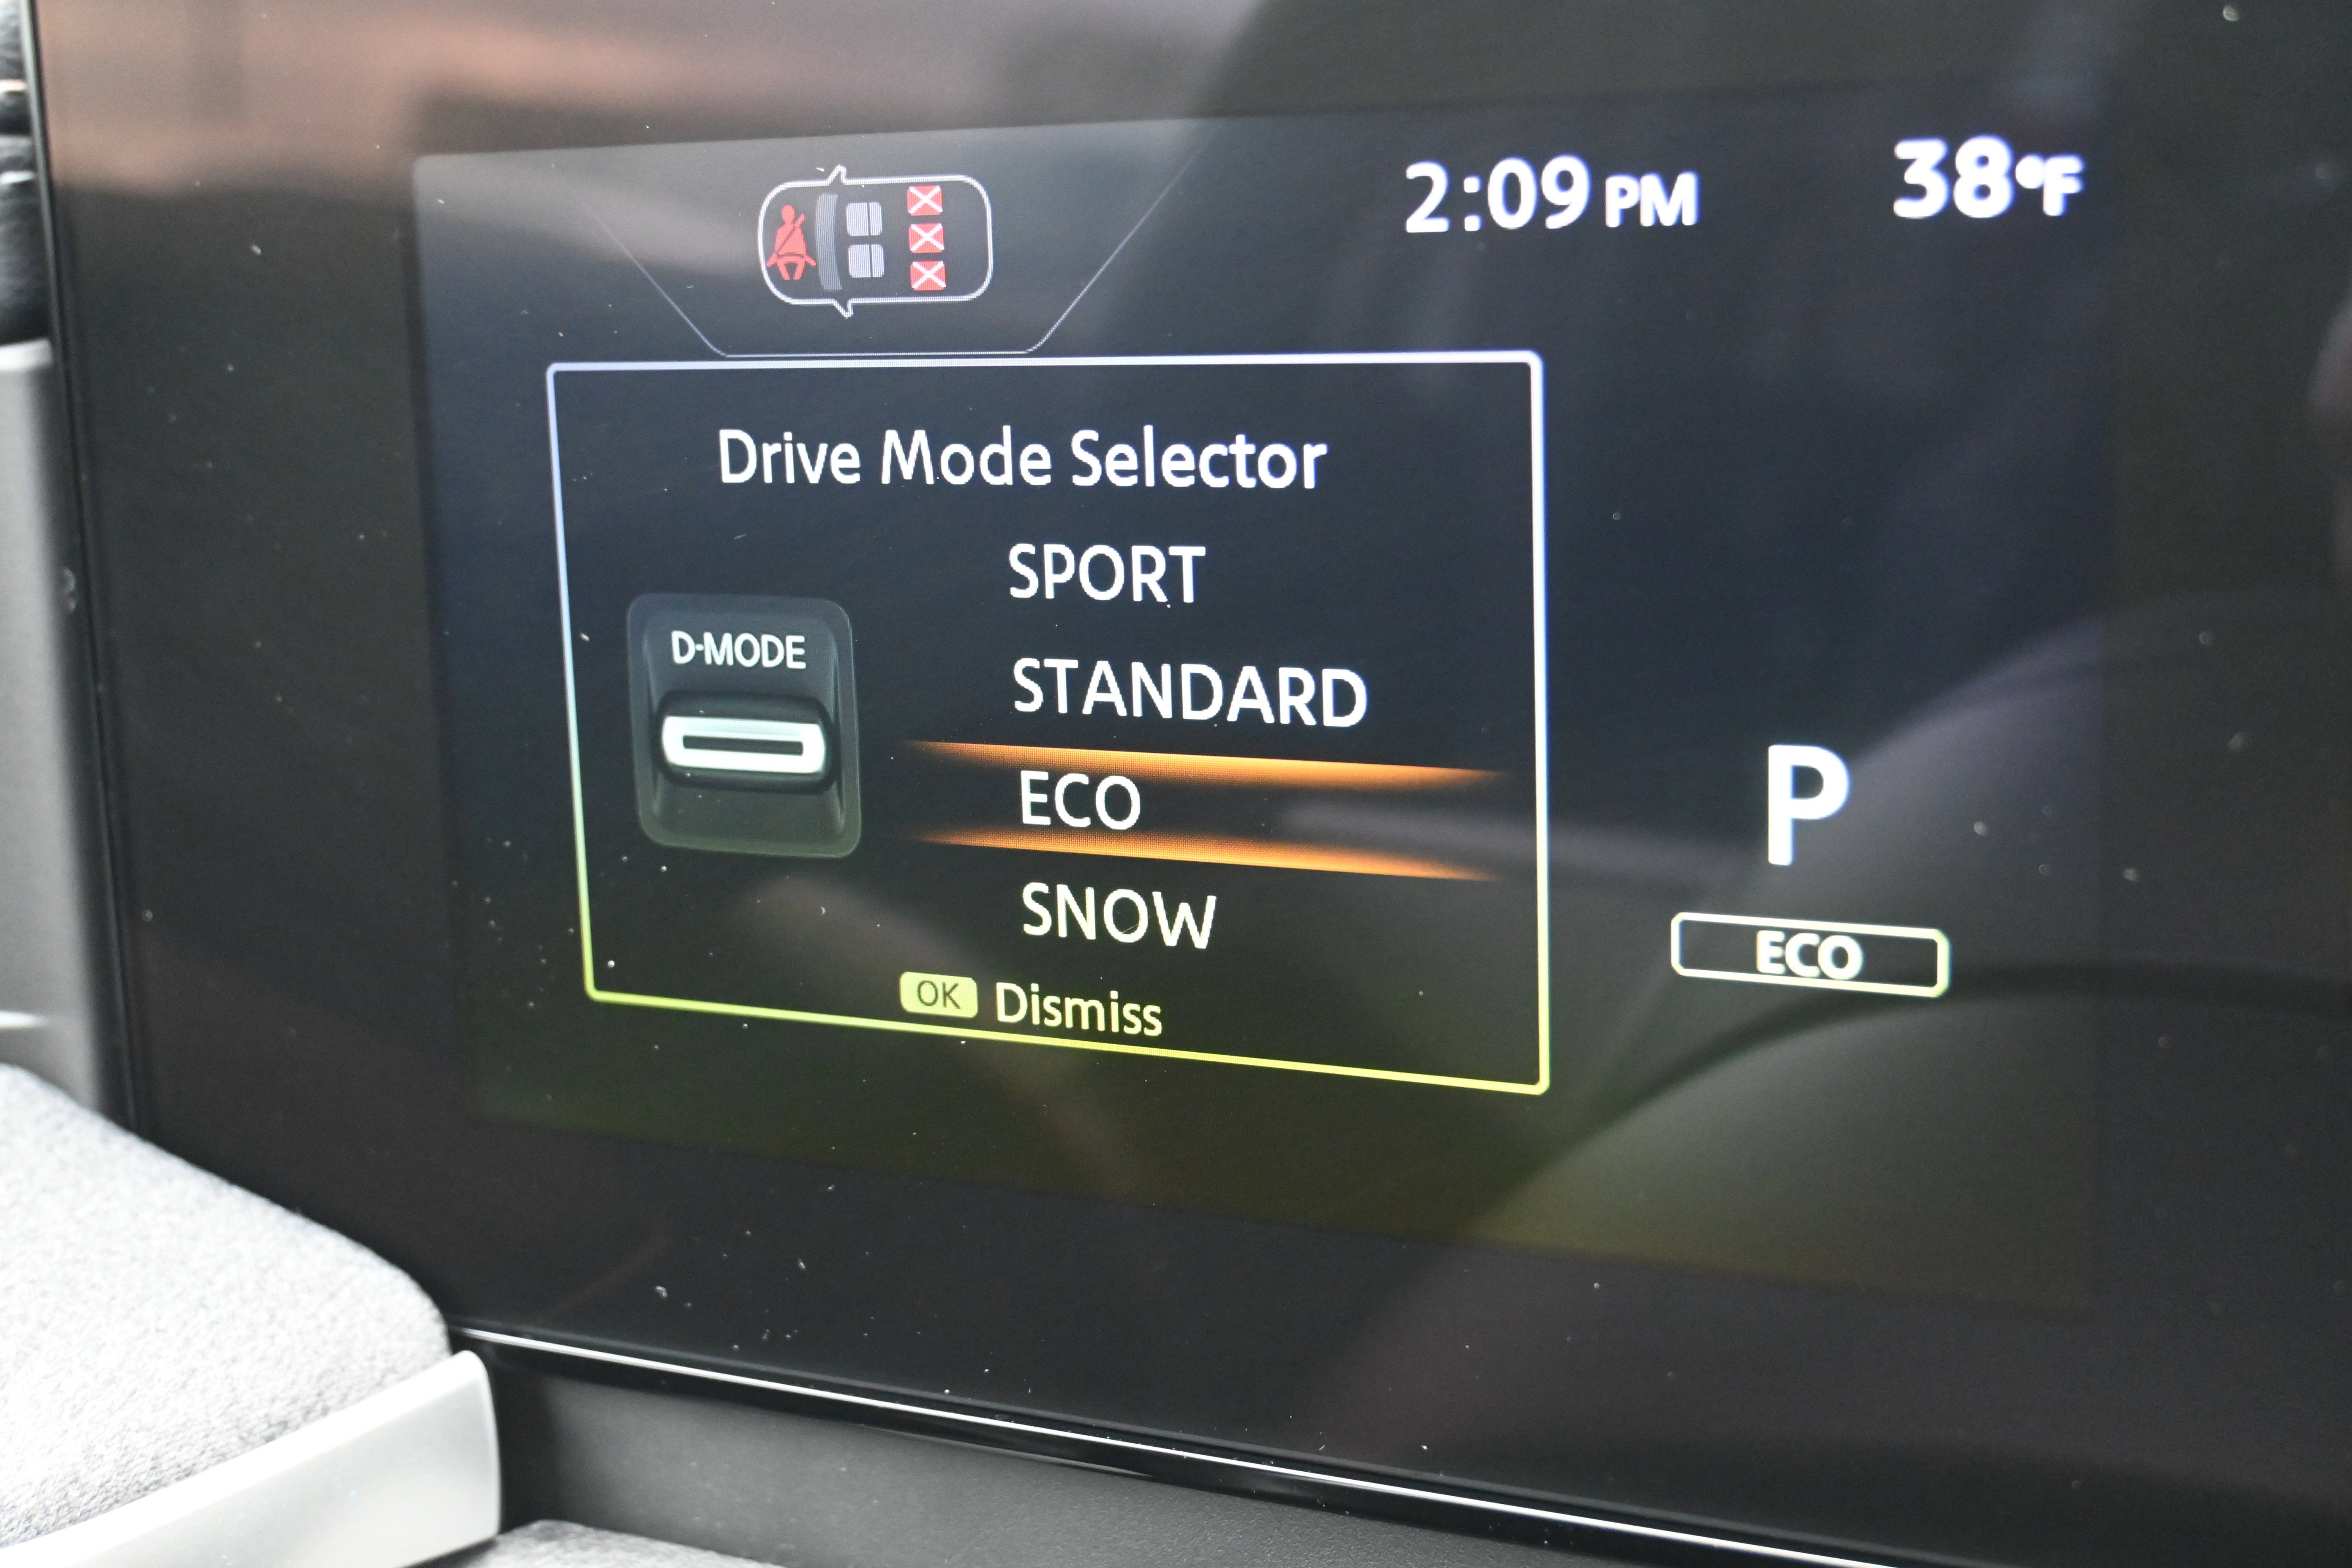 2:09 PM 38°F
Drive Mode Selector
SPORT
D-MODE
STANDARD
ECO
SNOW
OK Dismiss
P
ECO